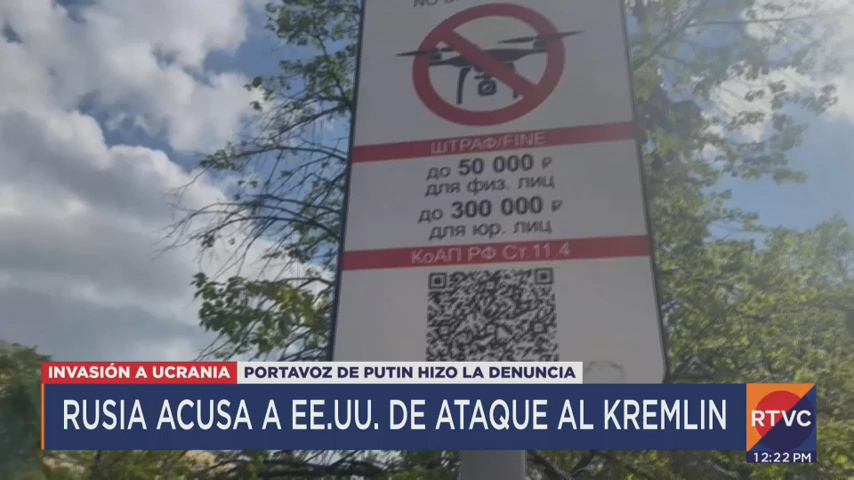 ШТРАФ/FINE
до 50 000 ₽
для физ. лиц
до 300 000 ₽
для юр. лиц
КоАП РФ Ст.11.4
INVASIÓN A UCRANIA
PORTAVOZ DE PUTIN HIZO LA DENUNCIA
RUSIA ACUSA A EE.UU. DE ATAQUE AL KREMLIN
RTVC
12:22 PM